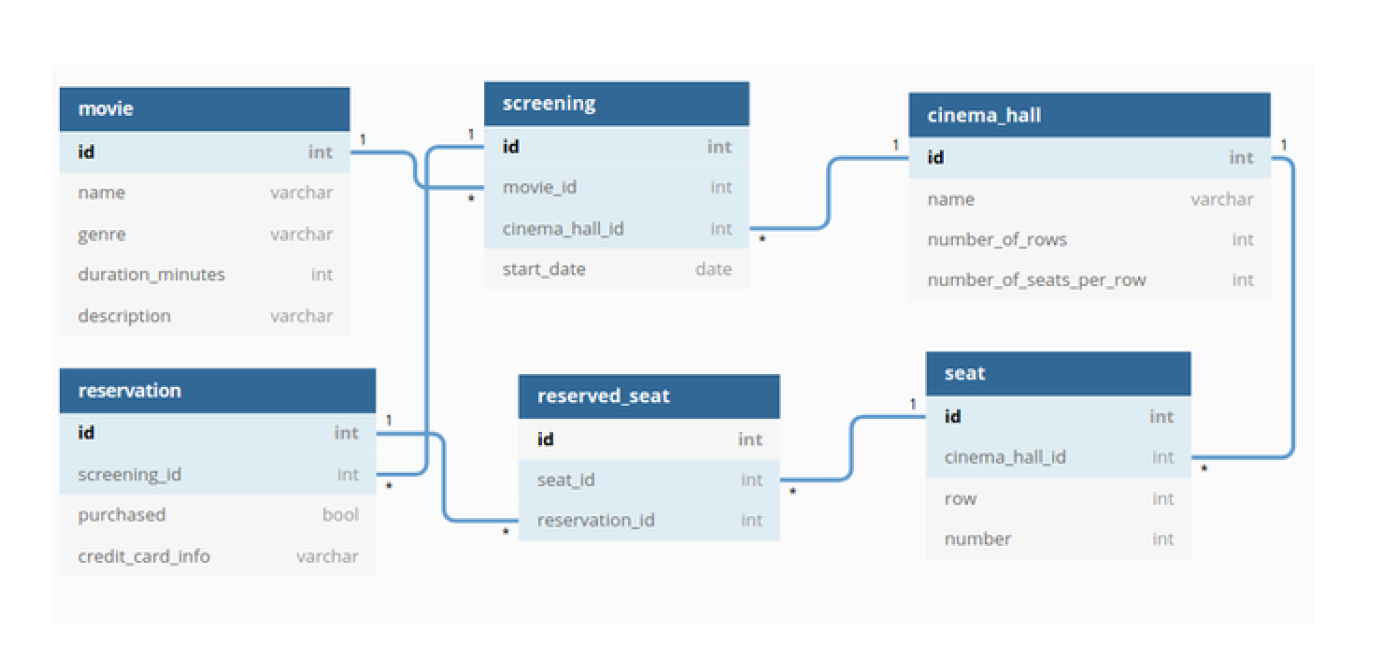 movie
id int
name varchar
genre varchar
duration_minutes int
description varchar
1
*
1
screening
id int
movie_id int
cinema_hall_id int
start_date date
*
1
cinema_hall
id int
name varchar
number_of_rows int
number_of_seats_per_row int
1
reservation
id int
screening_id int
purchased bool
credit_card_info varchar
1
*
*
reserved_seat
id int
seat_id int
reservation_id int
*
1
seat
id int
cinema_hall_id int
row int
number int
*